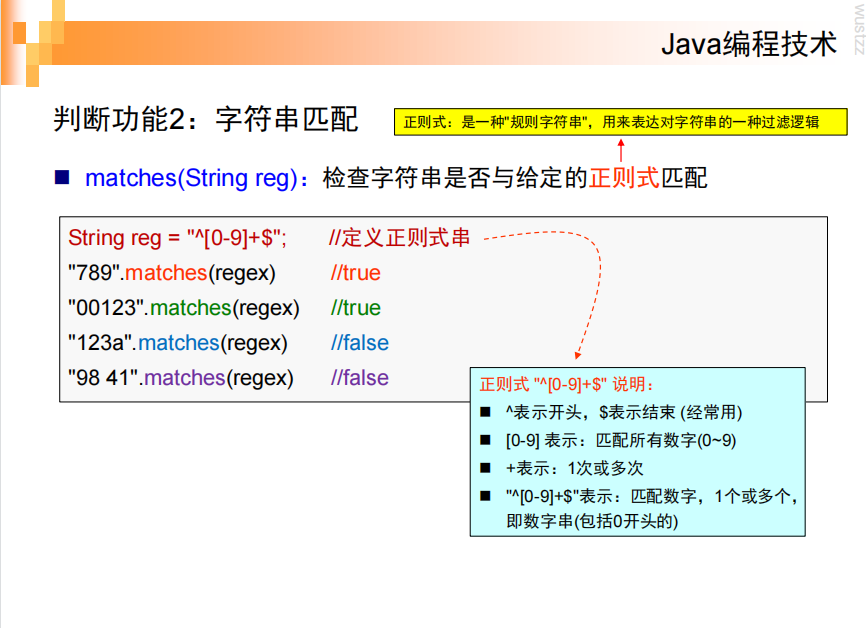 wustzz
Java编程技术
判断功能2：字符串匹配
正则式：是一种"规则字符串"，用来表达对字符串的一种过滤逻辑
■ matches(String reg)：检查字符串是否与给定的正则式匹配
String reg = "^[0-9]+$"; //定义正则式串
"789".matches(regex) //true
"00123".matches(regex) //true
"123a".matches(regex) //false
"98 41".matches(regex) //false
正则式 "^[0-9]+$" 说明：
■ ^表示开头，$表示结束 (经常用)
■ [0-9] 表示：匹配所有数字(0~9)
■ +表示：1次或多次
■ "^[0-9]+$"表示：匹配数字，1个或多个，
即数字串(包括0开头的)